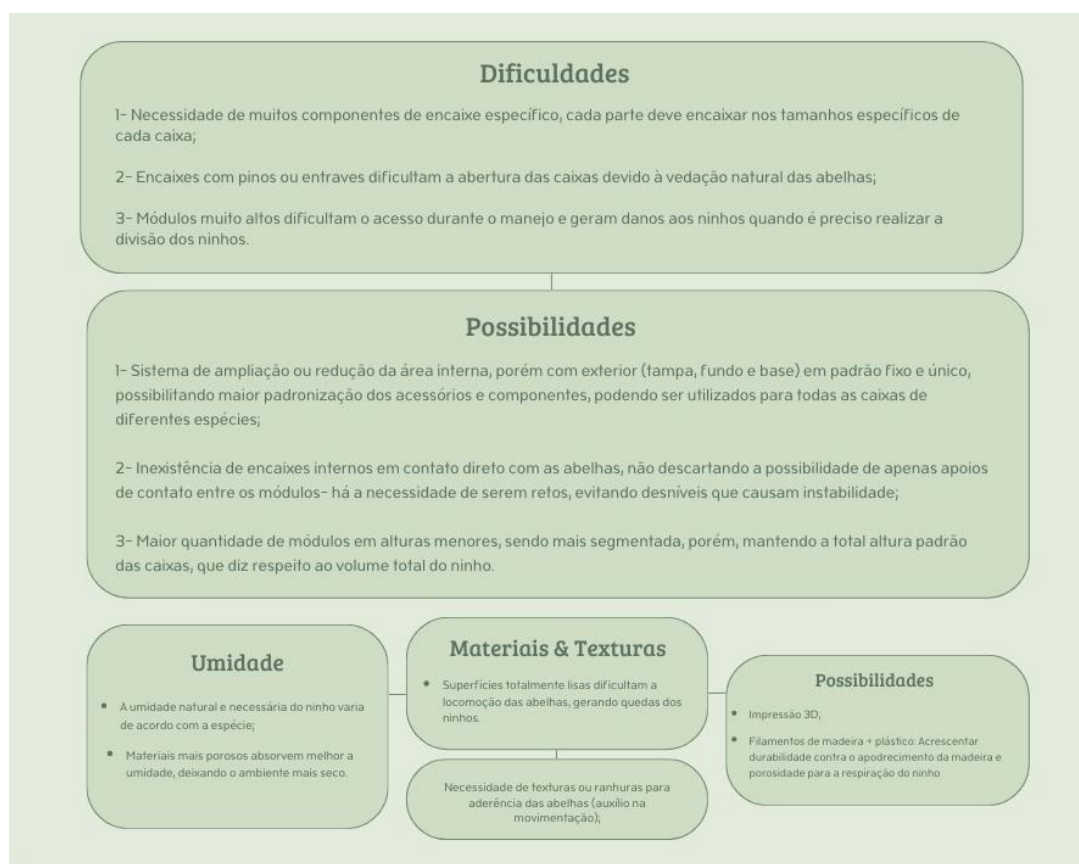 Dificuldades
1- Necessidade de muitos componentes de encaixe específico, cada parte deve encaixar nos tamanhos específicos de
cada caixa;
2- Encaixes com pinos ou entraves dificultam a abertura das caixas devido à vedação natural das abelhas;
3- Módulos muito altos dificultam o acesso durante o manejo e geram danos aos ninhos quando é preciso realizar a
divisão dos ninhos.
Possibilidades
1- Sistema de ampliação ou redução da área interna, porém com exterior (tampa, fundo e base) em padrão fixo e único,
possibilitando maior padronização dos acessórios e componentes, podendo ser utilizados para todas as caixas de
diferentes espécies;
2- Inexistência de encaixes internos em contato direto com as abelhas, não descartando a possibilidade de apenas apoios
de contato entre os módulos- há a necessidade de serem retos, evitando desníveis que causam instabilidade;
3- Maior quantidade de módulos em alturas menores, sendo mais segmentada, porém, mantendo a total altura padrão
das caixas, que diz respeito ao volume total do ninho.
Umidade
• A umidade natural e necessária do ninho varia
de acordo com a espécie;
• Materiais mais porosos absorvem melhor a
umidade, deixando o ambiente mais seco.
Materiais & Texturas
• Superfícies totalmente lisas dificultam a
locomoção das abelhas, gerando quedas dos
ninhos.
Necessidade de texturas ou ranhuras para
aderência das abelhas (auxílio na
movimentação);
Possibilidades
• Impressão 3D;
• Filamentos de madeira + plástico: Acrescentar
durabilidade contra o apodrecimento da madeira e
porosidade para a respiração do ninho